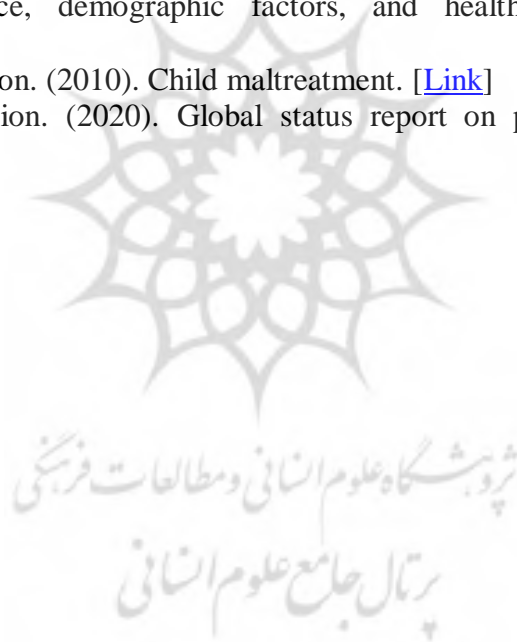 ce, demographic factors, and health
on. (2010). Child maltreatment. [Link]
ion. (2020). Global status report on p
پژوهشگاه علوم انسانی و مطالعات فرهنگی
پرتال جامع علوم انسانی